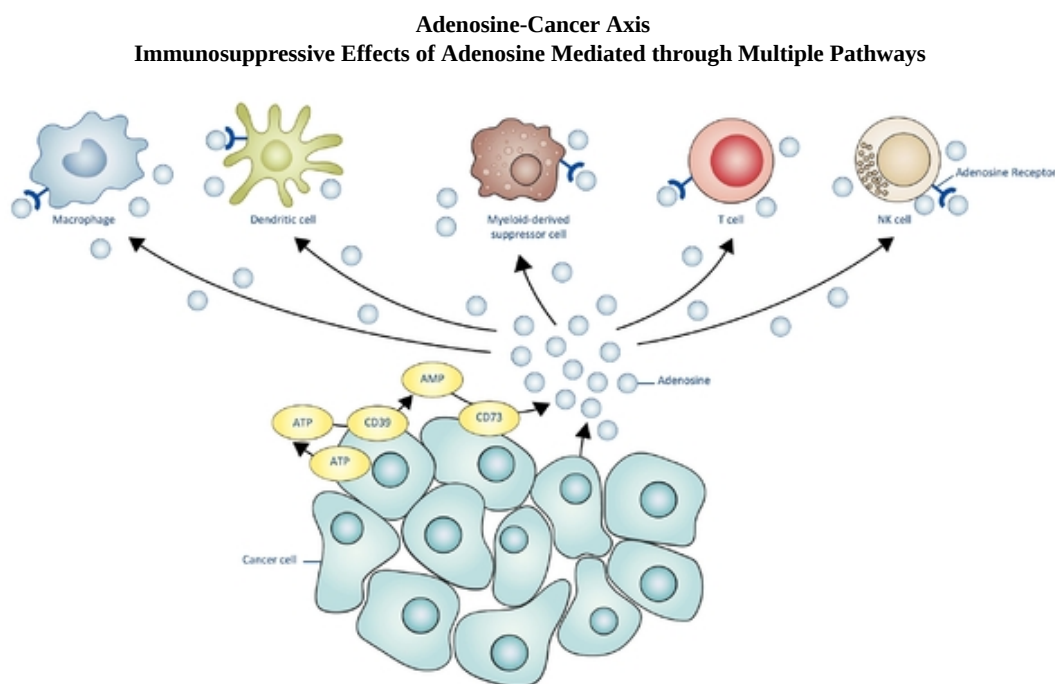 Adenosine-Cancer Axis
Immunosuppressive Effects of Adenosine Mediated through Multiple Pathways
Adenosine Receptor
Macrophage
Dendritic cell
Myeloid-derived
suppressor cell
T cell
NK cell
AMP
Adenosine
ATP
CD39
CD73
ATP
Cancer cell